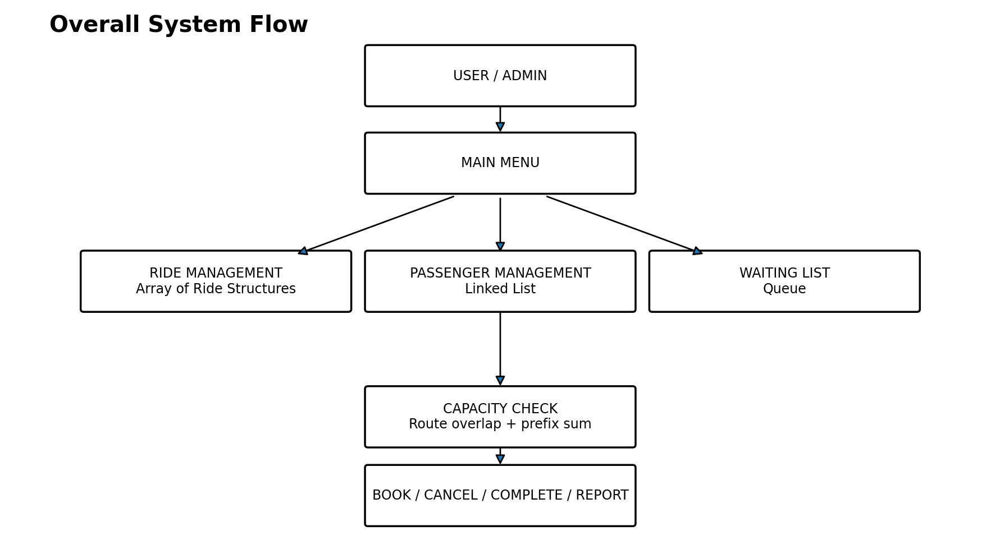 Overall System Flow
USER / ADMIN
MAIN MENU
RIDE MANAGEMENT
Array of Ride Structures
PASSENGER MANAGEMENT
Linked List
WAITING LIST
Queue
CAPACITY CHECK
Route overlap + prefix sum
BOOK / CANCEL / COMPLETE / REPORT